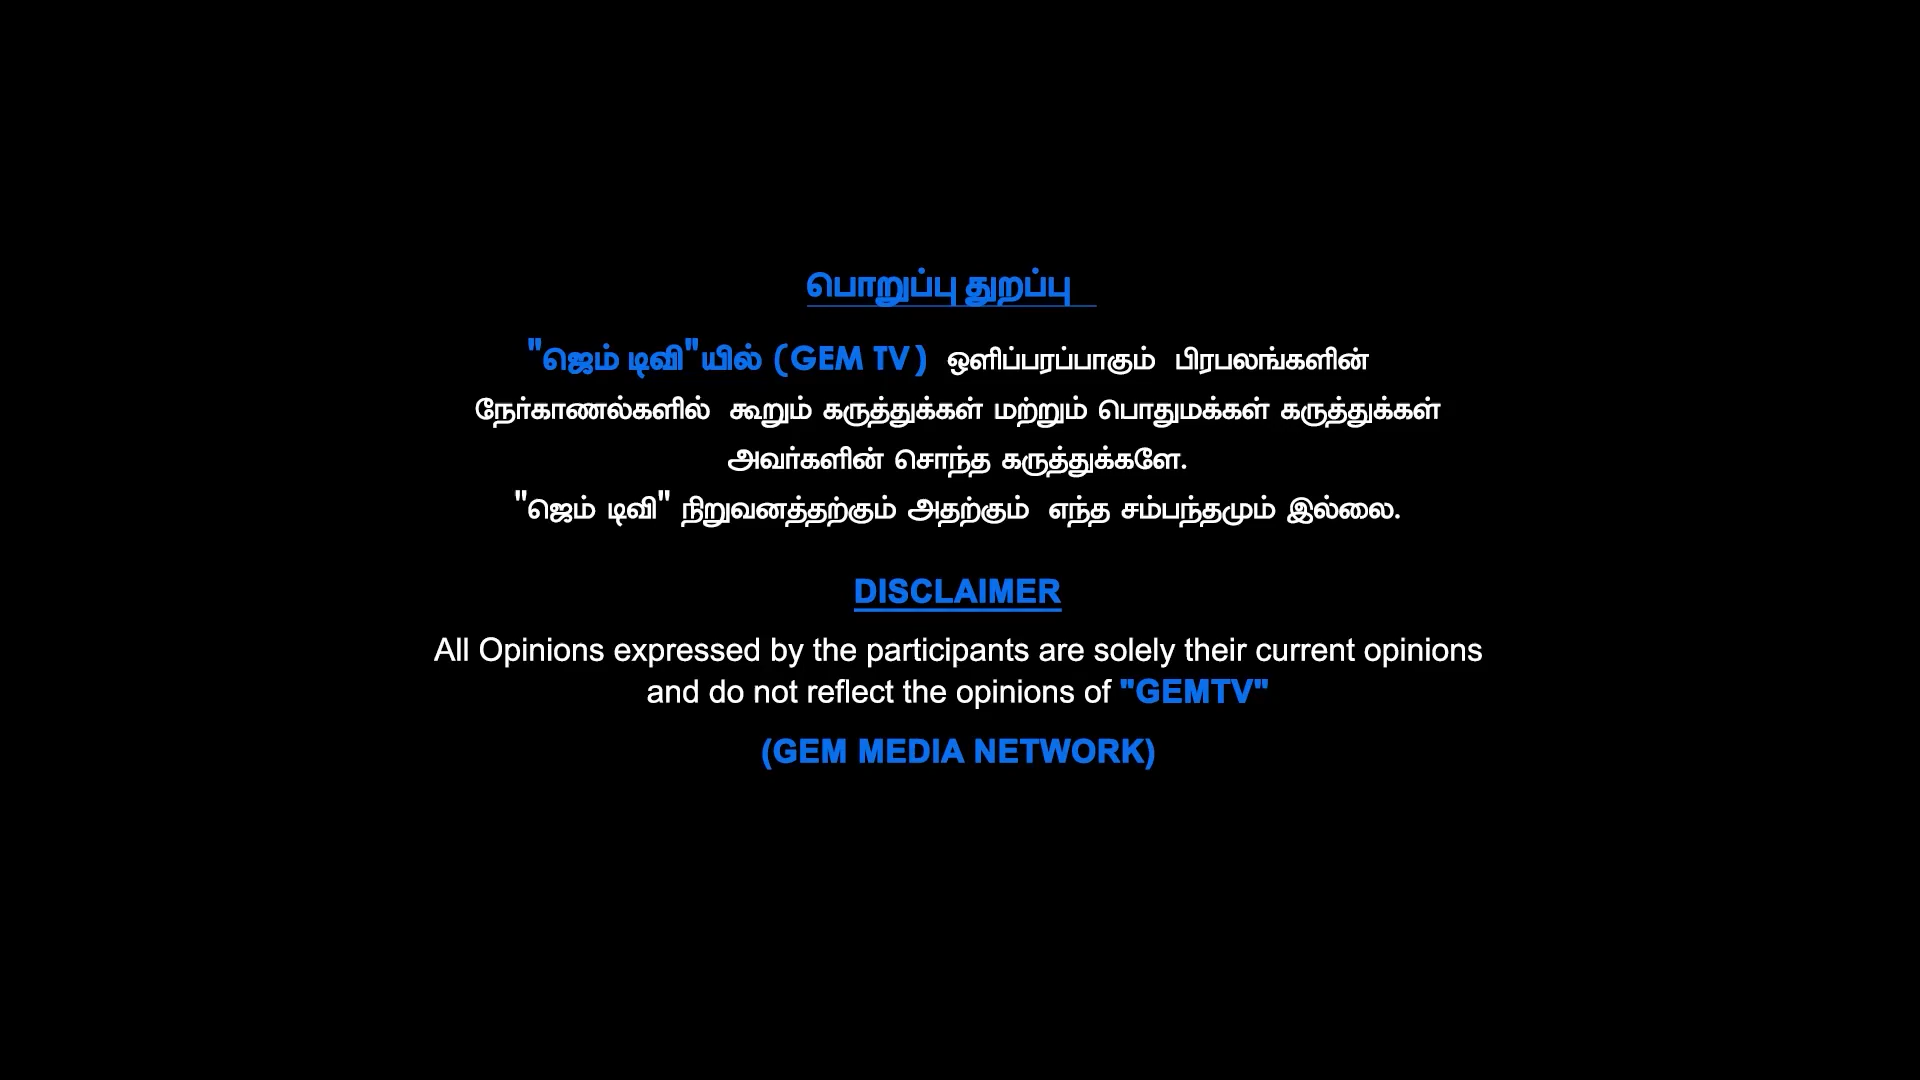 பொறுப்பு துறப்பு
"ஜெம் டிவி"யில் (GEM TV) ஒளிப்பரப்பாகும் பிரபலங்களின்
நேர்காணல்களில் கூறும் கருத்துக்கள் மற்றும் பொதுமக்கள் கருத்துக்கள்
அவர்களின் சொந்த கருத்துக்களே.
"ஜெம் டிவி" நிறுவனத்தற்கும் அதற்கும் எந்த சம்பந்தமும் இல்லை.
DISCLAIMER
All Opinions expressed by the participants are solely their current opinions
and do not reflect the opinions of "GEMTV"
(GEM MEDIA NETWORK)